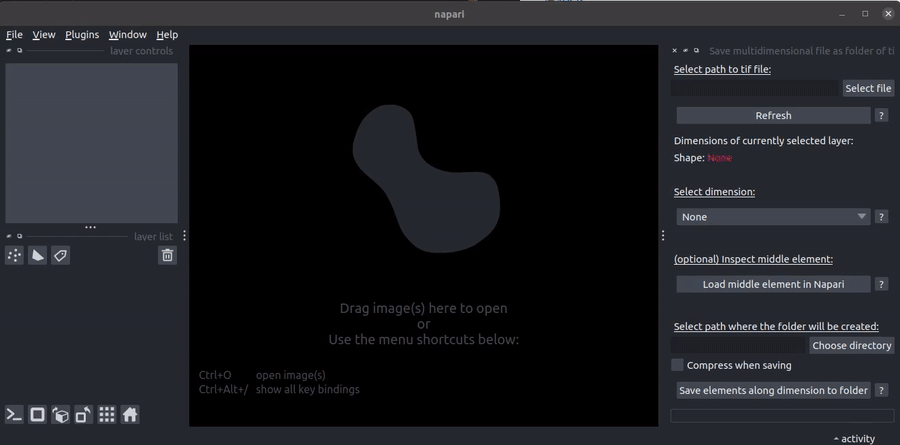 napari
File View Plugins Window Help
layer controls
layer list
Drag image(s) here to open
or
Use the menu shortcuts below:
Ctrl+O open image(s)
Ctrl+Alt+/ show all key bindings
Save multidimensional file as folder of ti
Select path to tif file:
Select file
Refresh ?
Dimensions of currently selected layer:
Shape: None
Select dimension:
None ?
(optional) Inspect middle element:
Load middle element in Napari ?
Select path where the folder will be created:
Choose directory
Compress when saving
Save elements along dimension to folder ?
activity